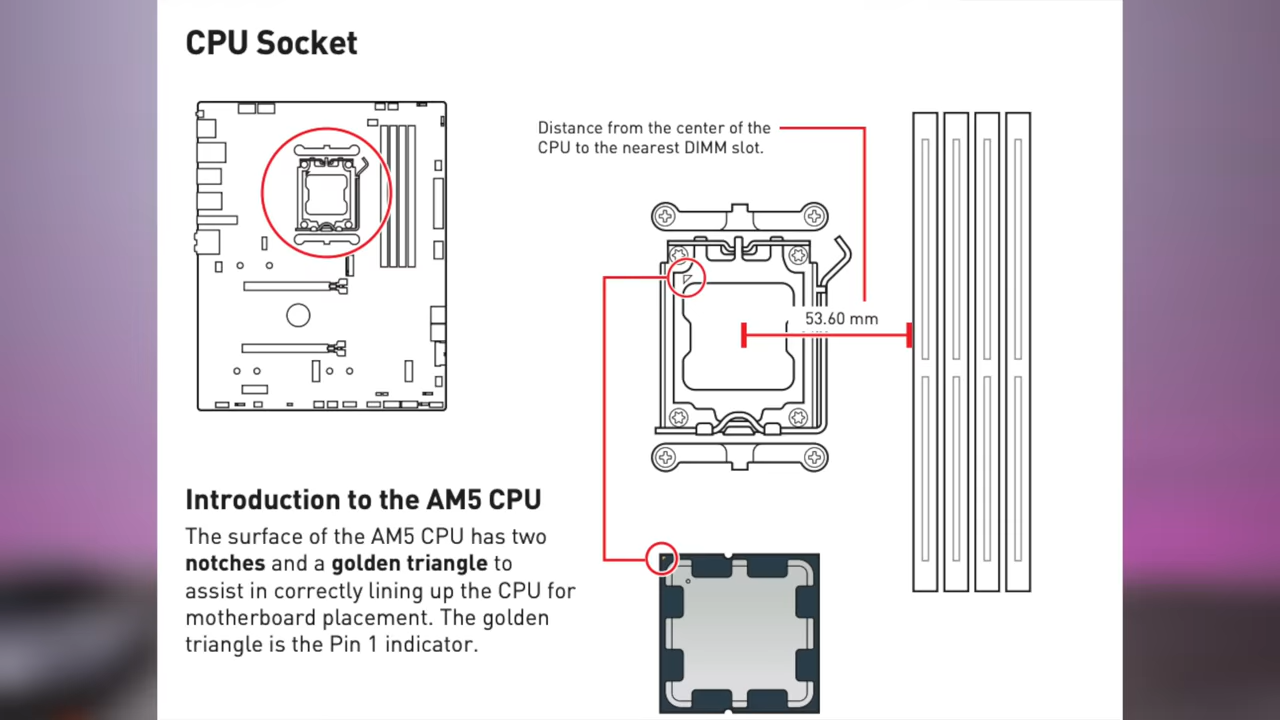 CPU Socket
Distance from the center of the
CPU to the nearest DIMM slot.
53.60 mm
Introduction to the AM5 CPU
The surface of the AM5 CPU has two
notches and a golden triangle to
assist in correctly lining up the CPU for
motherboard placement. The golden
triangle is the Pin 1 indicator.